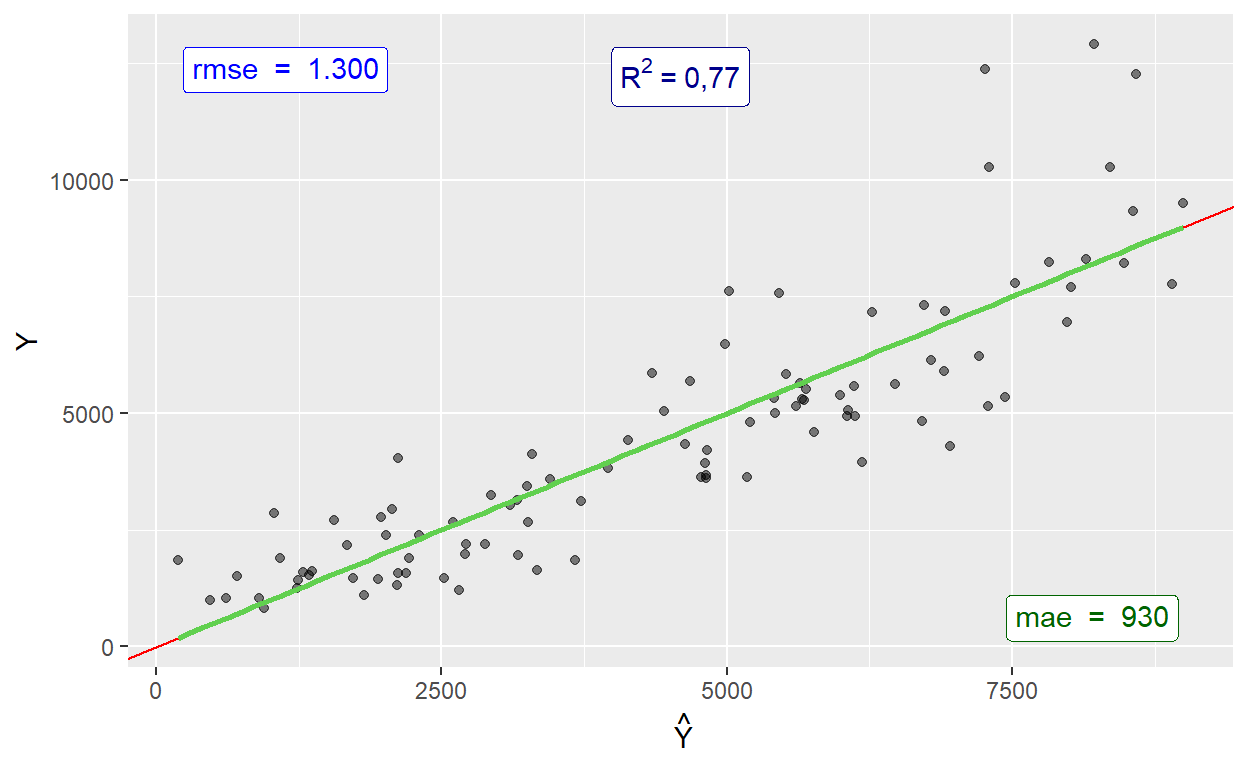 rmse = 1.300
R² = 0,77
10000
5000
0
Y
mae = 930
0 2500 5000 7500
Ŷ